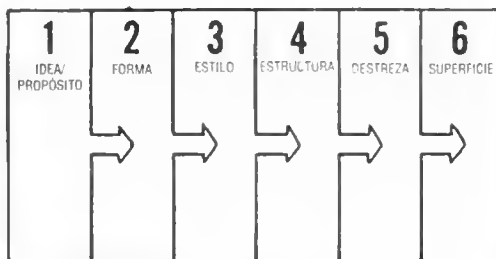 1 2 3 4 5 6
IDEA/ FORMA ESTILO ESTRUCTURA DESTREZA SUPERFICIE
PROPÓSITO